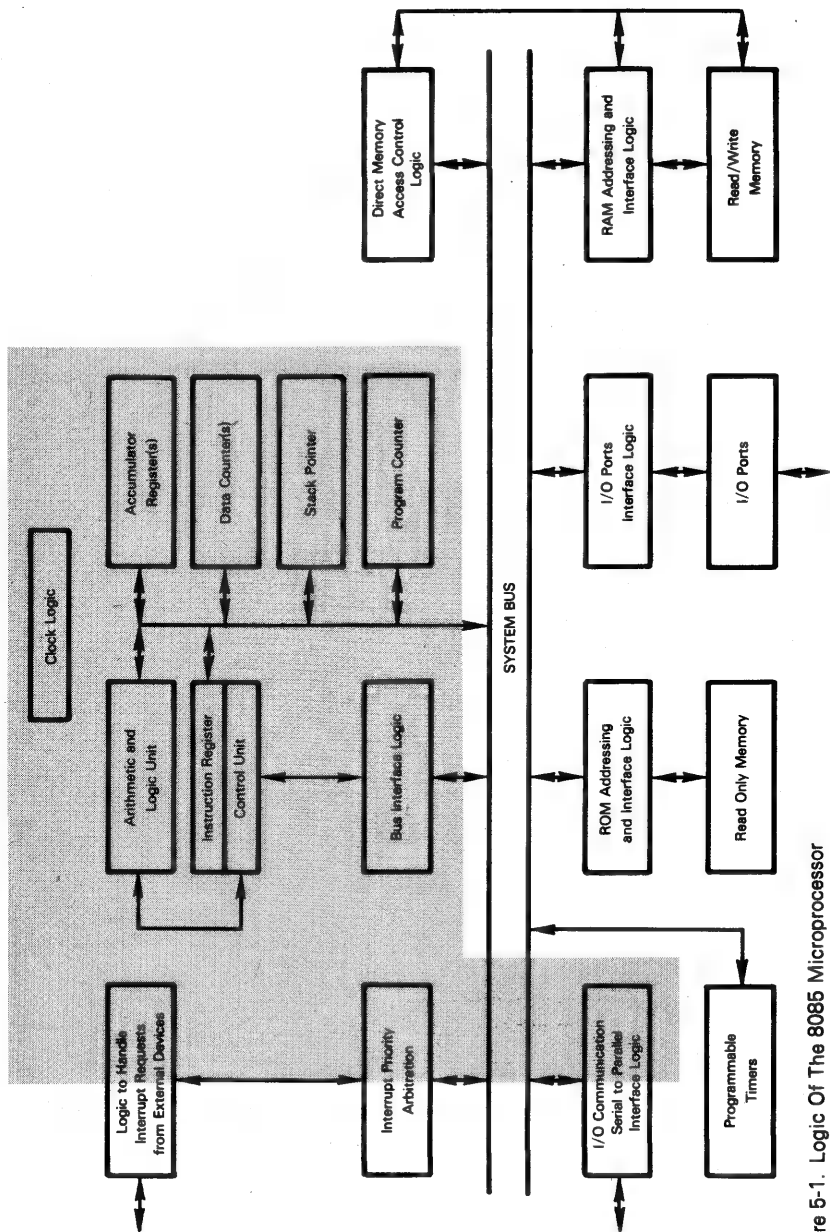 Clock Logic
Logic to Handle
Interrupt Requests
from External Devices
Arithmetic and
Logic Unit
Accumulator
Register(s)
Instruction Register
Control Unit
Data Counter(s)
Stack Pointer
Interrupt Priority
Arbitration
Bus Interface Logic
Program Counter
Direct Memory
Access Control
Logic
SYSTEM BUS
I/O Communication
Serial to Parallel
Interface Logic
ROM Addressing
and Interface Logic
I/O Ports
Interface Logic
RAM Addressing and
Interface Logic
Programmable
Timers
Read Only Memory
I/O Ports
Read/Write
Memory
re 5-1. Logic Of The 8085 Microprocessor